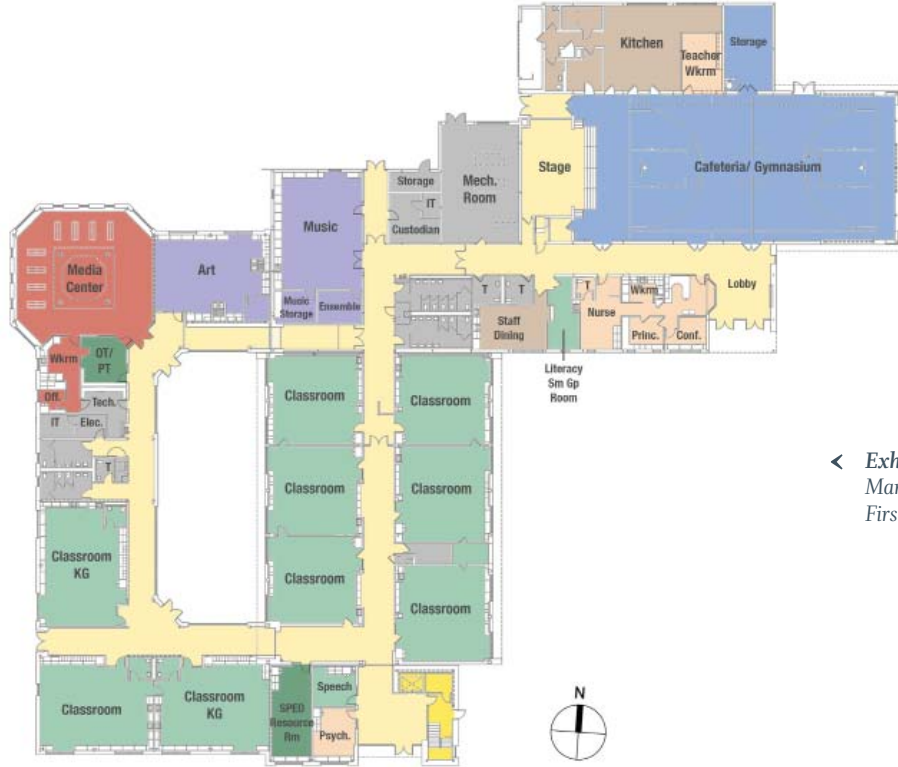 Kitchen
Teacher
Wkrm
Storage
Stage
Cafeteria/ Gymnasium
Storage
IT
Custodian
Mech.
Room
Music
Music
Storage
Ensemble
Art
Media
Center
Lobby
T
T
Staff
Dining
T
Nurse
Wkrm
Princ.
Conf.
Literacy
Sm Gp
Room
Wkrm
OT/
PT
Off.
Tech.
IT
Elec.
T
Classroom
Classroom
Classroom
Classroom
Classroom
Classroom
Classroom
KG
Classroom
Classroom
KG
SPED
Resource
Rm
Speech
Psych.
N
< Exh
Mar
Firs